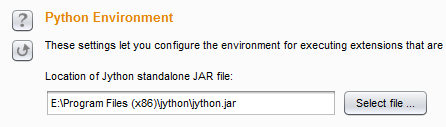 Python Environment
These settings let you configure the environment for executing extensions that are
Location of Jython standalone JAR file:
E:\Program Files (x86)\jython\jython.jar
Select file ...